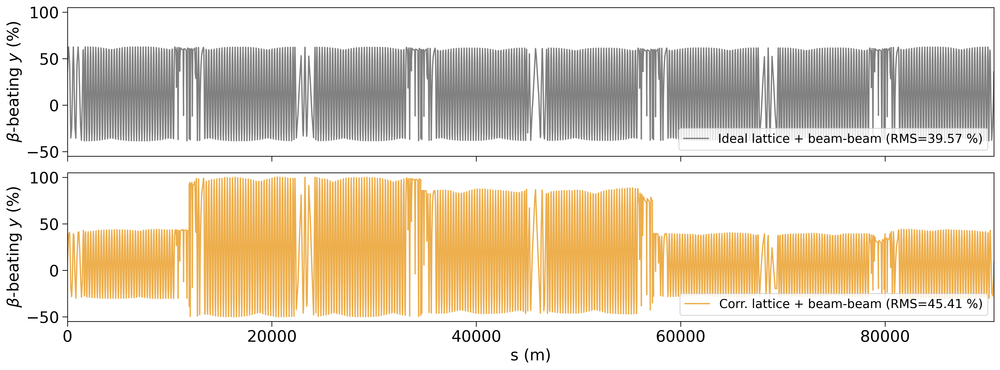 100
50
0
−50
β-beating y (%)
Ideal lattice + beam-beam (RMS=39.57 %)
100
50
0
−50
β-beating y (%)
Corr. lattice + beam-beam (RMS=45.41 %)
0 20000 40000 60000 80000
s (m)